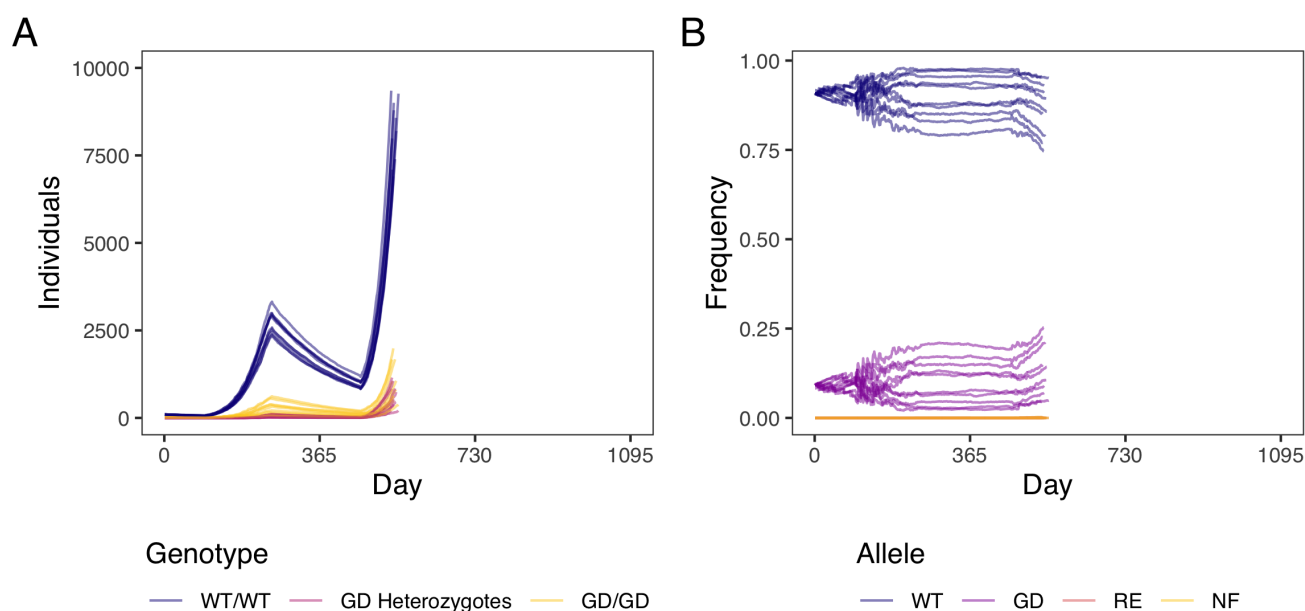 A
Individuals
10000
7500
5000
2500
0
0 365 730 1095
Day
Genotype
WT/WT GD Heterozygotes GD/GD
B
Frequency
1.00
0.75
0.50
0.25
0.00
0 365 730 1095
Day
Allele
WT GD RE NF